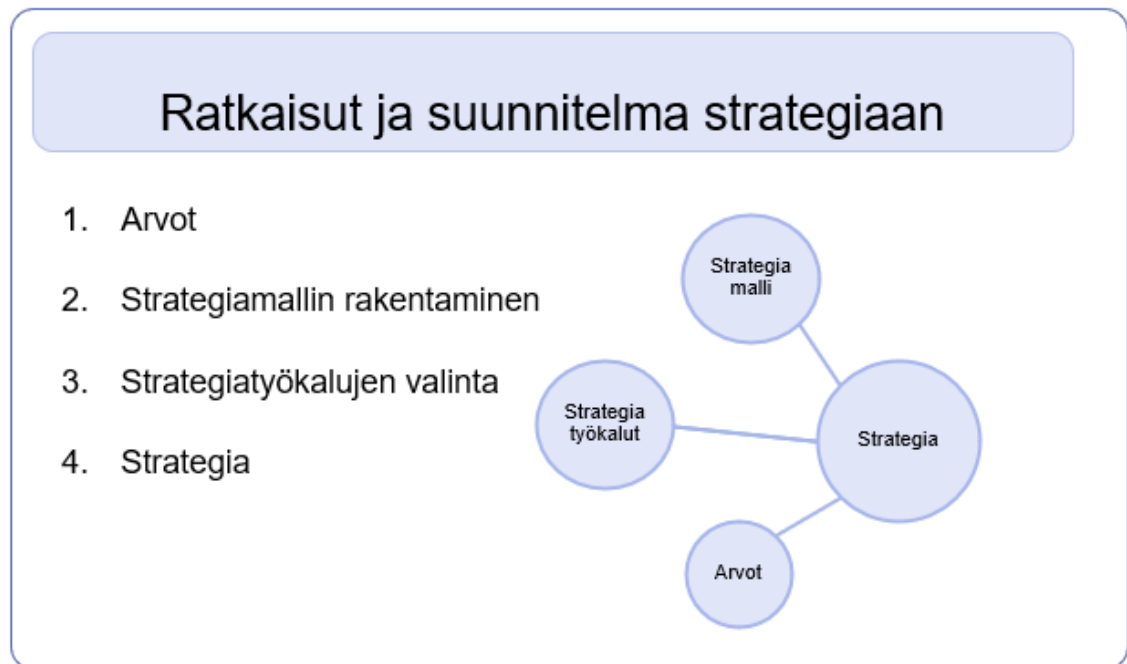 Ratkaisut ja suunnitelma strategiaan
1. Arvot
2. Strategiamallin rakentaminen
3. Strategiatyökalujen valinta
4. Strategia
Strategia
malli
Strategia
työkalut
Strategia
Arvot